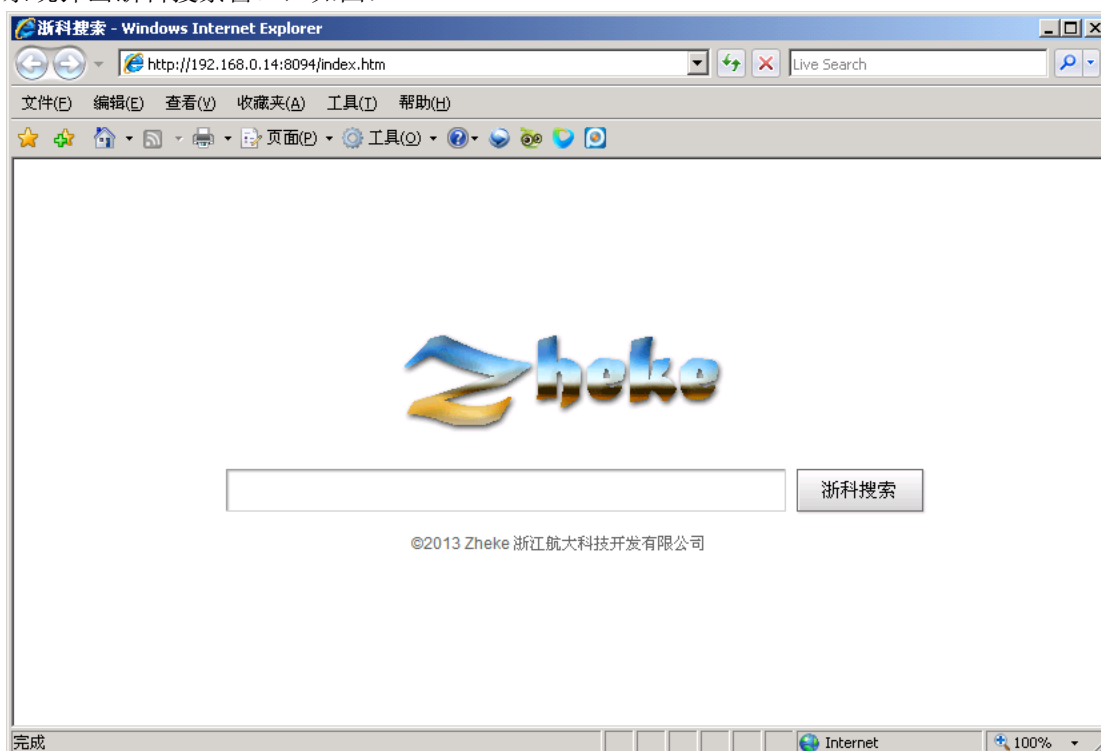 浙科搜索 - Windows Internet Explorer
http://192.168.0.14:8094/index.htm Live Search
文件(F) 编辑(E) 查看(V) 收藏夹(A) 工具(T) 帮助(H)
页面(P) 工具(O)
Zheke
浙科搜索
©2013 Zheke 浙江航大科技开发有限公司
完成 Internet 100%